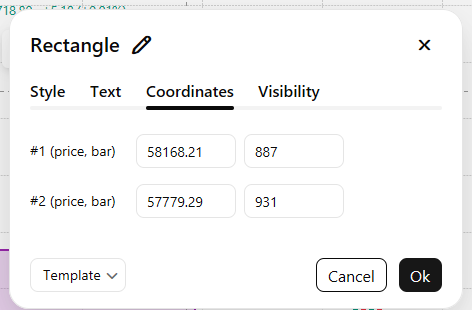 Rectangle
Style Text Coordinates Visibility
#1 (price, bar) 58168.21 887
#2 (price, bar) 57779.29 931
Template Cancel Ok